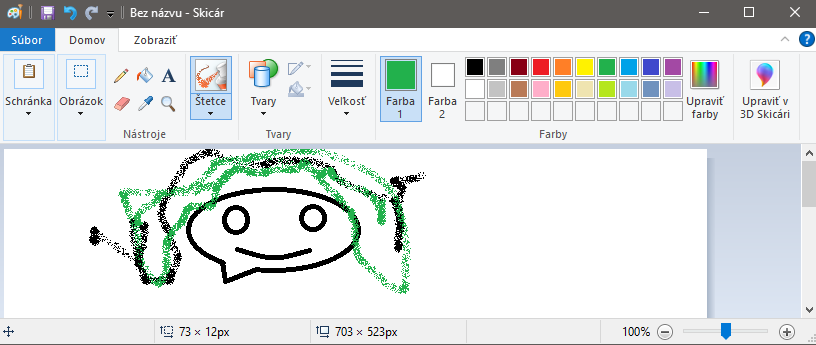 Bez názvu - Skicár
Súbor
Domov
Zobraziť
?
Schránka
Obrázok
A
Nástroje
Štetce
Tvary
Tvary
Veľkosť
Farba
1
Farba
2
Farby
Upraviť
farby
Upraviť v
3D Skicári
73 × 12px
703 × 523px
100%